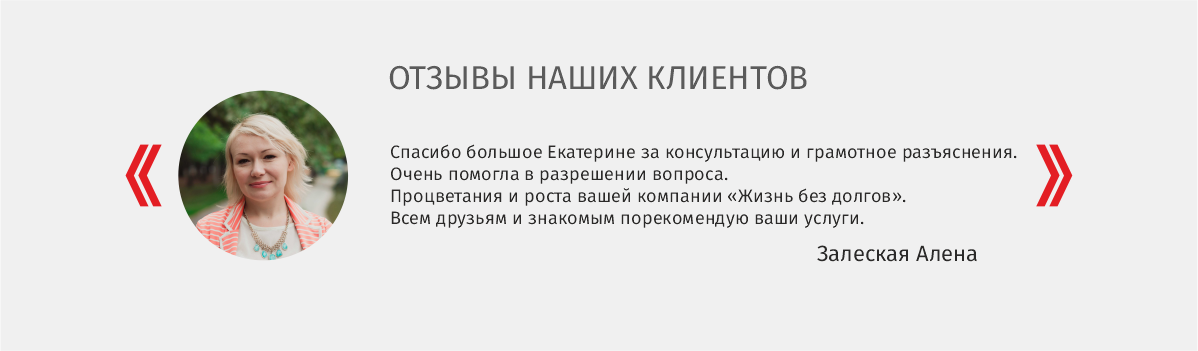 ОТЗЫВЫ НАШИХ КЛИЕНТОВ
Спасибо большое Екатерине за консультацию и грамотное разъяснения.
Очень помогла в разрешении вопроса.
Процветания и роста вашей компании «Жизнь без долгов».
Всем друзьям и знакомым порекомендую ваши услуги.
Залеская Алена